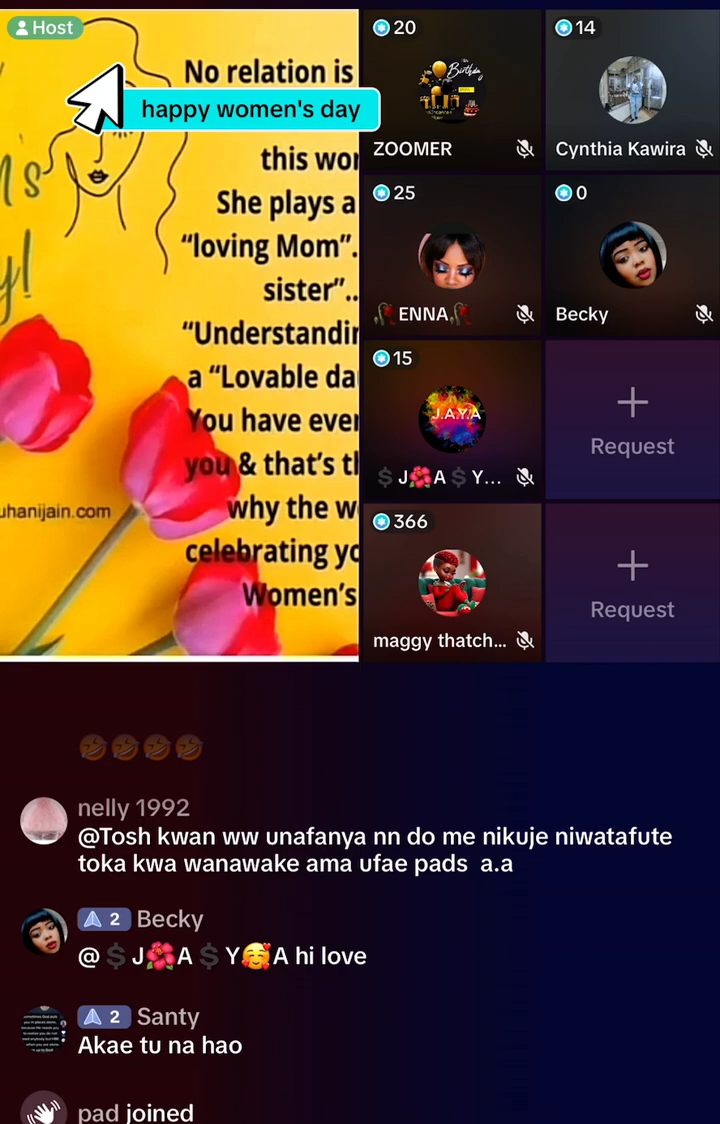 Host
No relation is
happy women's day
this wor
She plays a
“loving Mom”.
sister”..
“Understandin
a “Lovable da
You have ever
you & that’s th
uhanijain.com
why the w
celebrating yo
Women’s
20
ZOOMER
14
Cynthia Kawira
25
🥀ENNA🥀
0
Becky
15
J.A.Y.A
💲J🌺A💲Y...
Request
366
maggy thatch...
Request
🤣🤣🤣🤣
nelly 1992
@Tosh kwan ww unafanya nn do me nikuje niwatafute
toka kwa wanawake ama ufae pads a.a
2 Becky
@💲J🌺A💲Y🥰A hi love
2 Santy
Akae tu na hao
pad joined